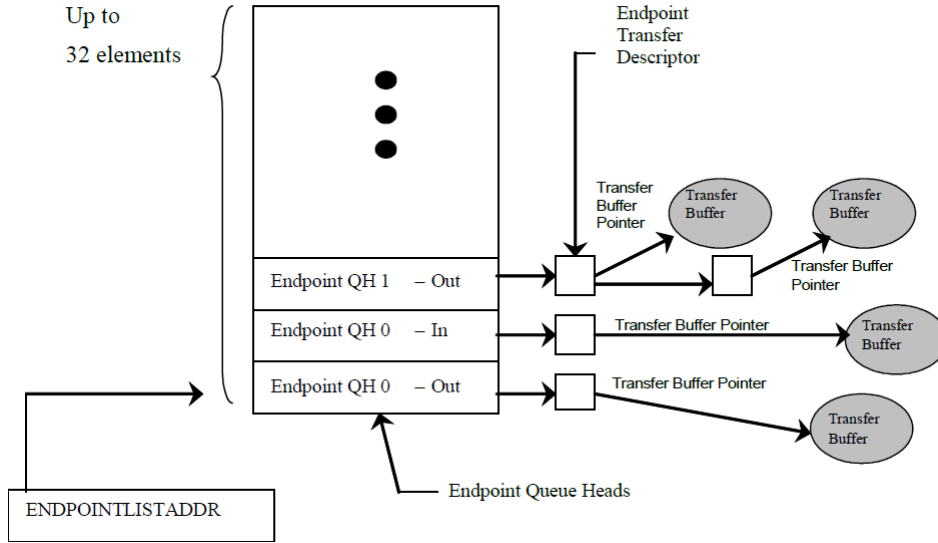 Up to
32 elements
Endpoint
Transfer
Descriptor
Transfer
Buffer
Pointer
Transfer
Buffer
Transfer
Buffer
Transfer Buffer
Pointer
Endpoint QH 1 – Out
Endpoint QH 0 – In
Transfer Buffer Pointer
Transfer
Buffer
Endpoint QH 0 – Out
Transfer Buffer Pointer
Transfer
Buffer
Endpoint Queue Heads
ENDPOINTLISTADDR